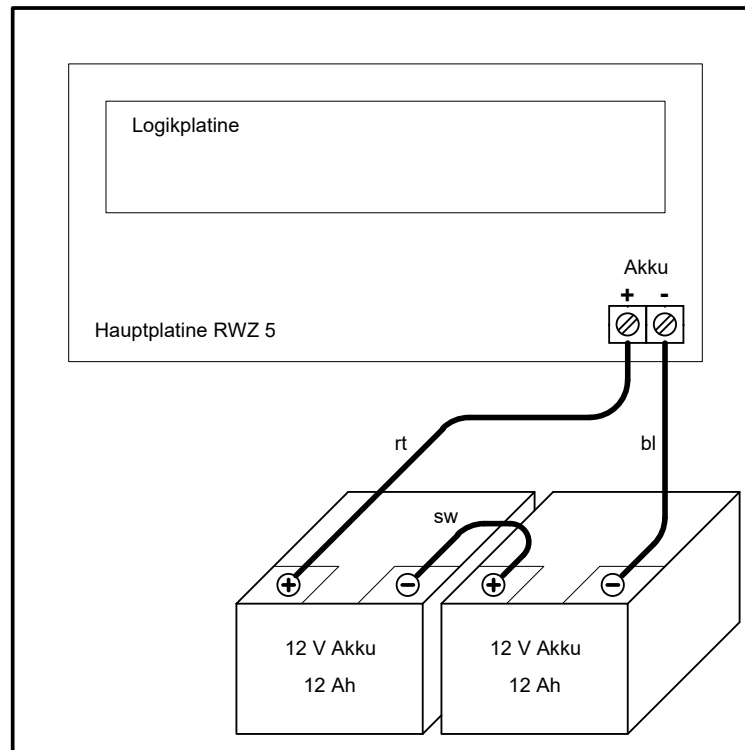 Logikplatine
Akku
+ -
Hauptplatine RWZ 5
rt
bl
sw
+ − + −
12 V Akku
12 Ah
12 V Akku
12 Ah